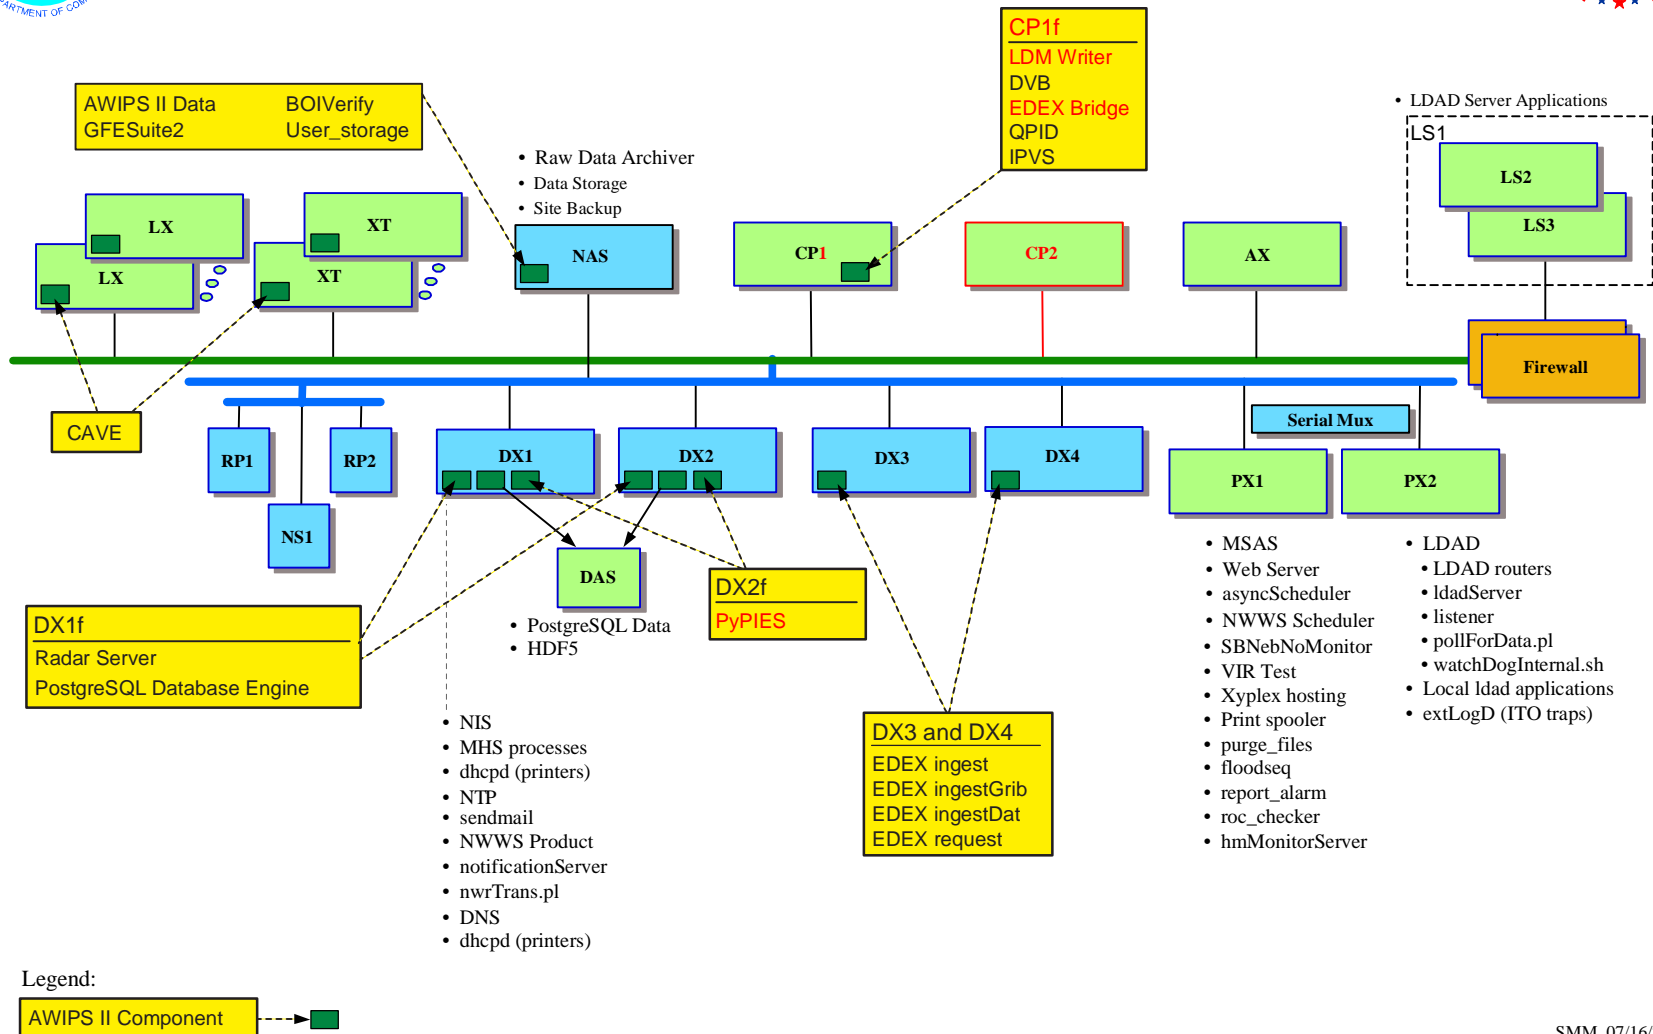 CP1f
LDM Writer
DVB
EDEX Bridge
QPID
IPVS
AWIPS II Data BOIVerify
GFESuite2 User_storage
• LDAD Server Applications
LS1
LS2
LS3
• Raw Data Archiver
• Data Storage
• Site Backup
LX
LX
XT
XT
NAS
CP1
CP2
AX
Firewall
CAVE
Serial Mux
RP1
RP2
NS1
DX1
DX2
DX3
DX4
PX1
PX2
DAS
• PostgreSQL Data
• HDF5
DX2f
PyPIES
DX1f
Radar Server
PostgreSQL Database Engine
• NIS
• MHS processes
• dhcpd (printers)
• NTP
• sendmail
• NWWS Product
• notificationServer
• nwrTrans.pl
• DNS
• dhcpd (printers)
DX3 and DX4
EDEX ingest
EDEX ingestGrib
EDEX ingestDat
EDEX request
• MSAS
• Web Server
• asyncScheduler
• NWWS Scheduler
• SBNebNoMonitor
• VIR Test
• Xyplex hosting
• Print spooler
• purge_files
• floodseq
• report_alarm
• roc_checker
• hmMonitorServer
• LDAD
• LDAD routers
• ldadServer
• listener
• pollForData.pl
• watchDogInternal.sh
• Local ldad applications
• extLogD (ITO traps)
Legend:
AWIPS II Component
SMM 07/16/